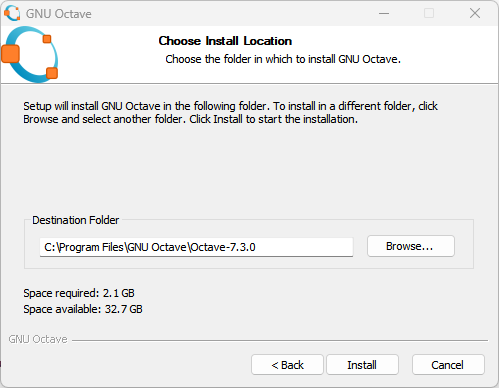 GNU Octave
Choose Install Location
Choose the folder in which to install GNU Octave.
Setup will install GNU Octave in the following folder. To install in a different folder, click
Browse and select another folder. Click Install to start the installation.
Destination Folder
C:\Program Files\GNU Octave\Octave-7.3.0
Browse...
Space required: 2.1 GB
Space available: 32.7 GB
GNU Octave
< Back
Install
Cancel